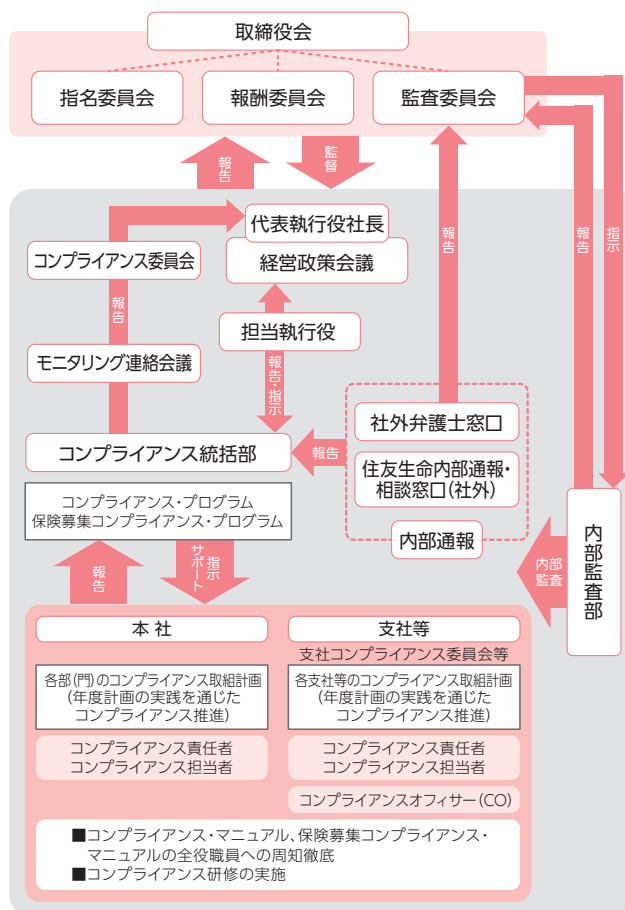 取締役会
指名委員会
報酬委員会
監査委員会
報告
監督
報告
報告
指示
代表執行役社長
経営政策会議
コンプライアンス委員会
報告
モニタリング連絡会議
担当執行役
報告・指示
コンプライアンス統括部
報告
社外弁護士窓口
住友生命内部通報・
相談窓口(社外)
内部通報
コンプライアンス・プログラム
保険募集コンプライアンス・プログラム
報告
指示
サポート
内部
監査
内部監査部
本社
各部(門)のコンプライアンス取組計画
(年度計画の実践を通じた
コンプライアンス推進)
コンプライアンス責任者
コンプライアンス担当者
支社等
支社コンプライアンス委員会等
各支社等のコンプライアンス取組計画
(年度計画の実践を通じた
コンプライアンス推進)
コンプライアンス責任者
コンプライアンス担当者
コンプライアンスオフィサー(CO)
■コンプライアンス・マニュアル、保険募集コンプライアンス・
マニュアルの全役職員への周知徹底
■コンプライアンス研修の実施